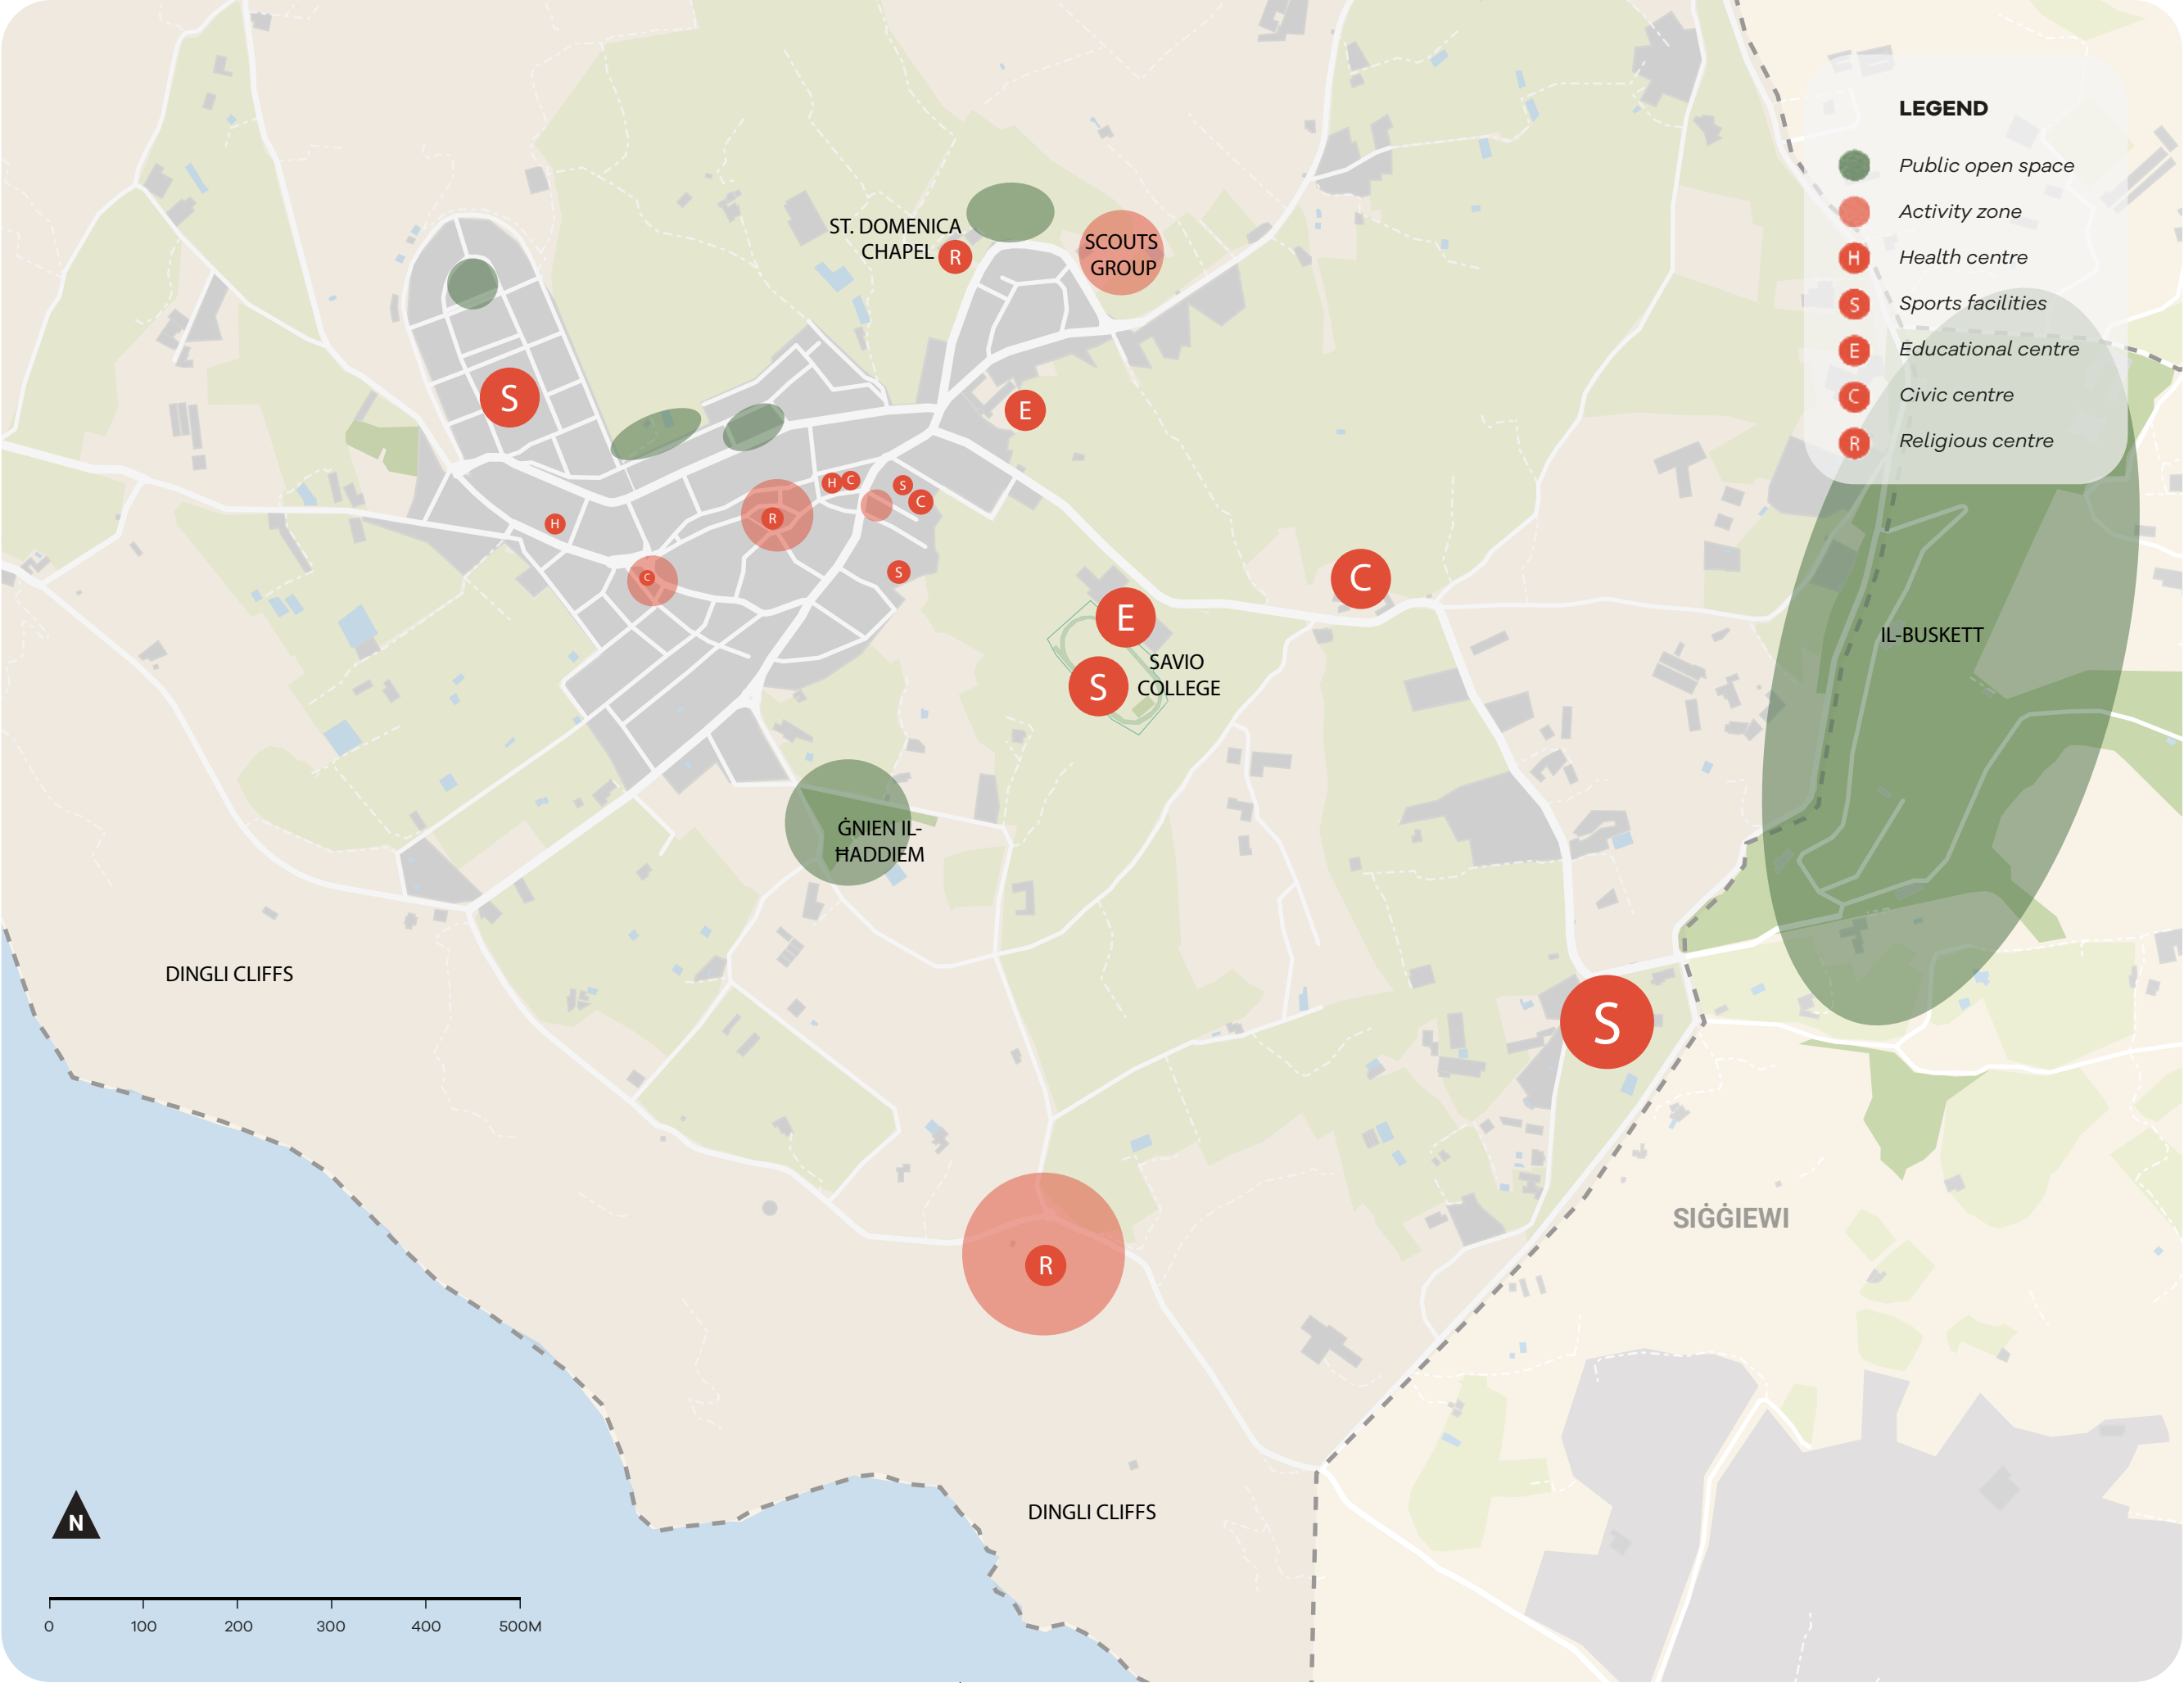 LEGEND
Public open space
Activity zone
H Health centre
S Sports facilities
E Educational centre
C Civic centre
R Religious centre
ST. DOMENICA
CHAPEL R
SCOUTS
GROUP
S
E
H C
S
C
R
H
C
S
C
E
S
SAVIO
COLLEGE
IL-BUSKETT
ĠNIEN IL-
ĦADDIEM
DINGLI CLIFFS
S
SIĠĠIEWI
R
DINGLI CLIFFS
N
0 100 200 300 400 500M